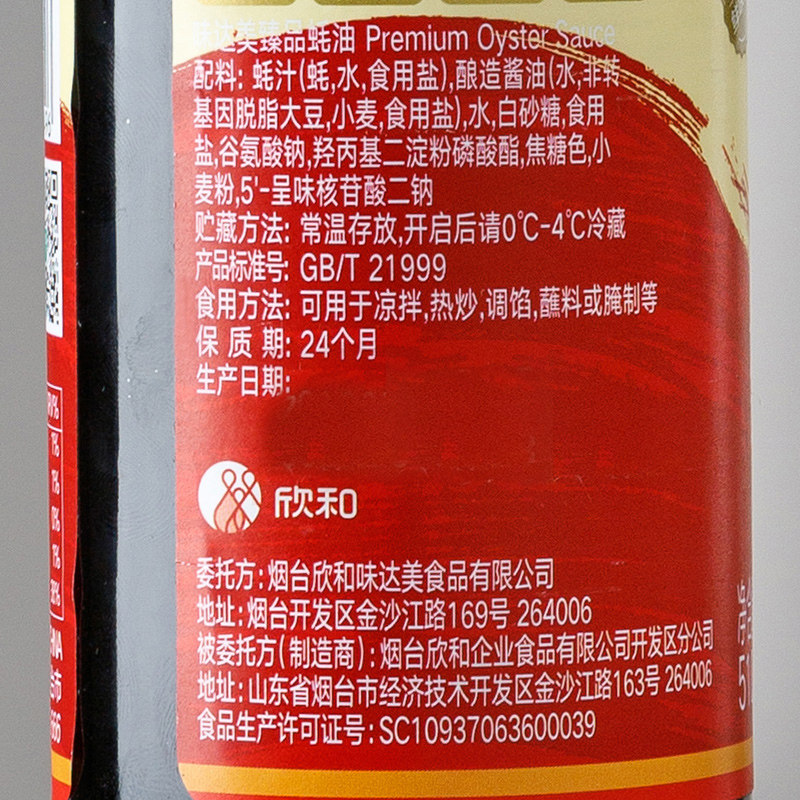 味达美臻品蚝油 Premium Oyster Sauce
配料: 蚝汁(蚝,水,食用盐),酿造酱油(水,非转
基因脱脂大豆,小麦,食用盐),水,白砂糖,食用
盐,谷氨酸钠,羟丙基二淀粉磷酸酯,焦糖色,小
麦粉,5'-呈味核苷酸二钠
贮藏方法: 常温存放,开启后请0℃-4℃冷藏
产品标准号: GB/T 21999
食用方法: 可用于凉拌,热炒,调馅,蘸料或腌制等
保 质 期: 24个月
生产日期:
欣和
委托方: 烟台欣和味达美食品有限公司
地址: 烟台开发区金沙江路169号 264006
被委托方(制造商): 烟台欣和企业食品有限公司开发区分公司
地址: 山东省烟台市经济技术开发区金沙江路163号 264006
食品生产许可证号: SC10937063600039